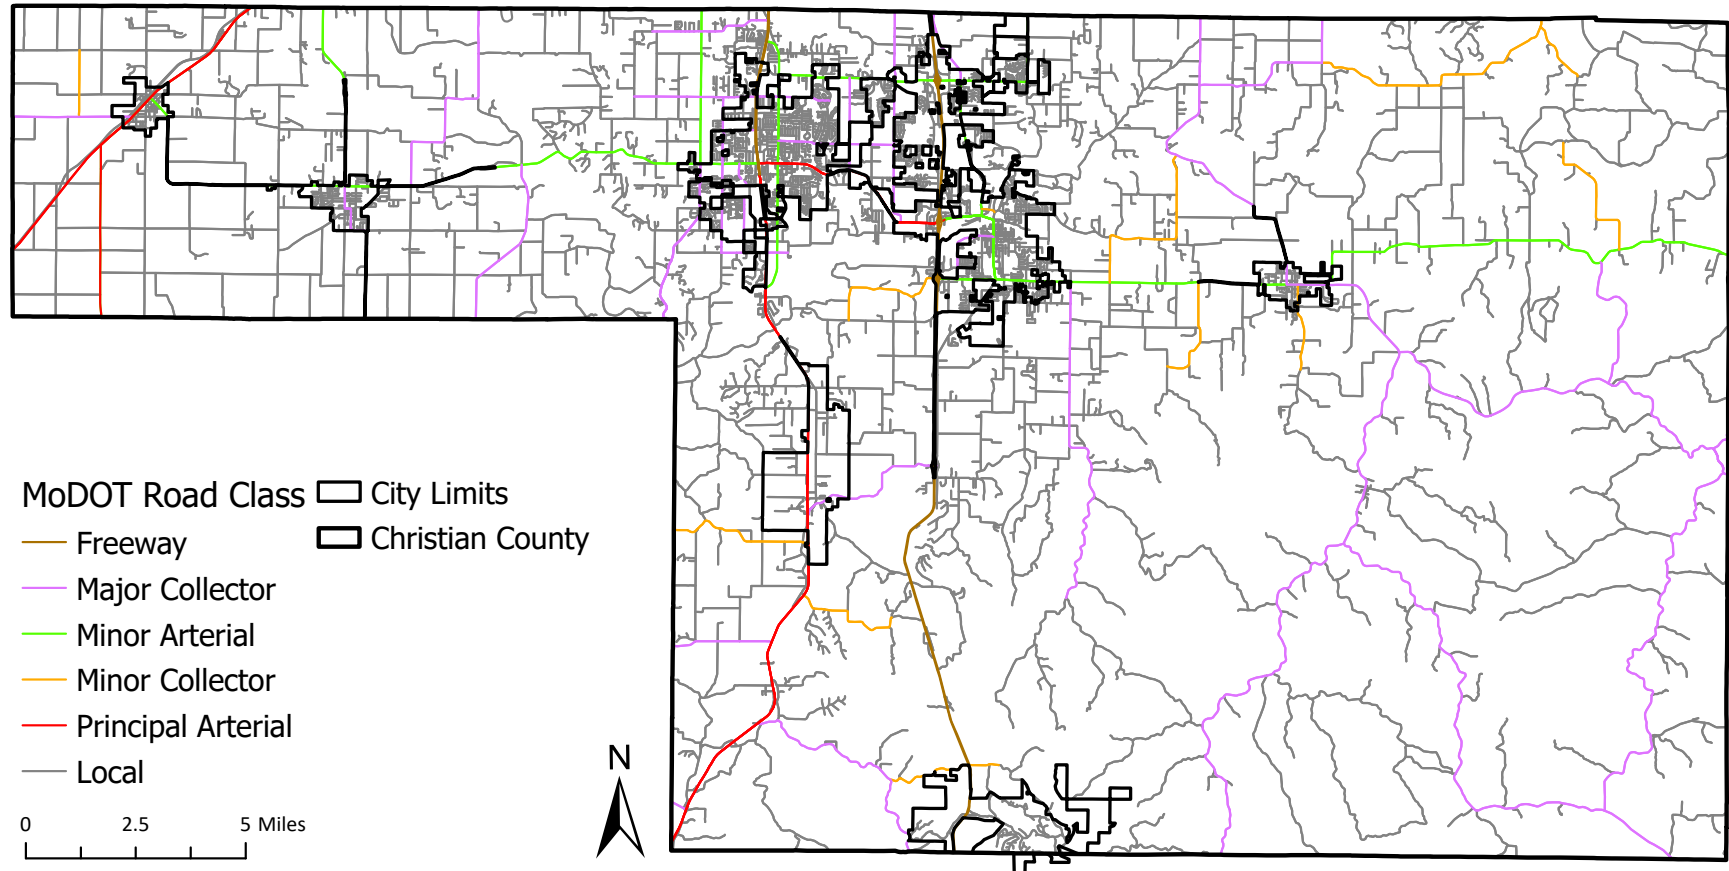 MoDOT Road Class
Freeway
Major Collector
Minor Arterial
Minor Collector
Principal Arterial
Local
City Limits
Christian County
0 2.5 5 Miles
N